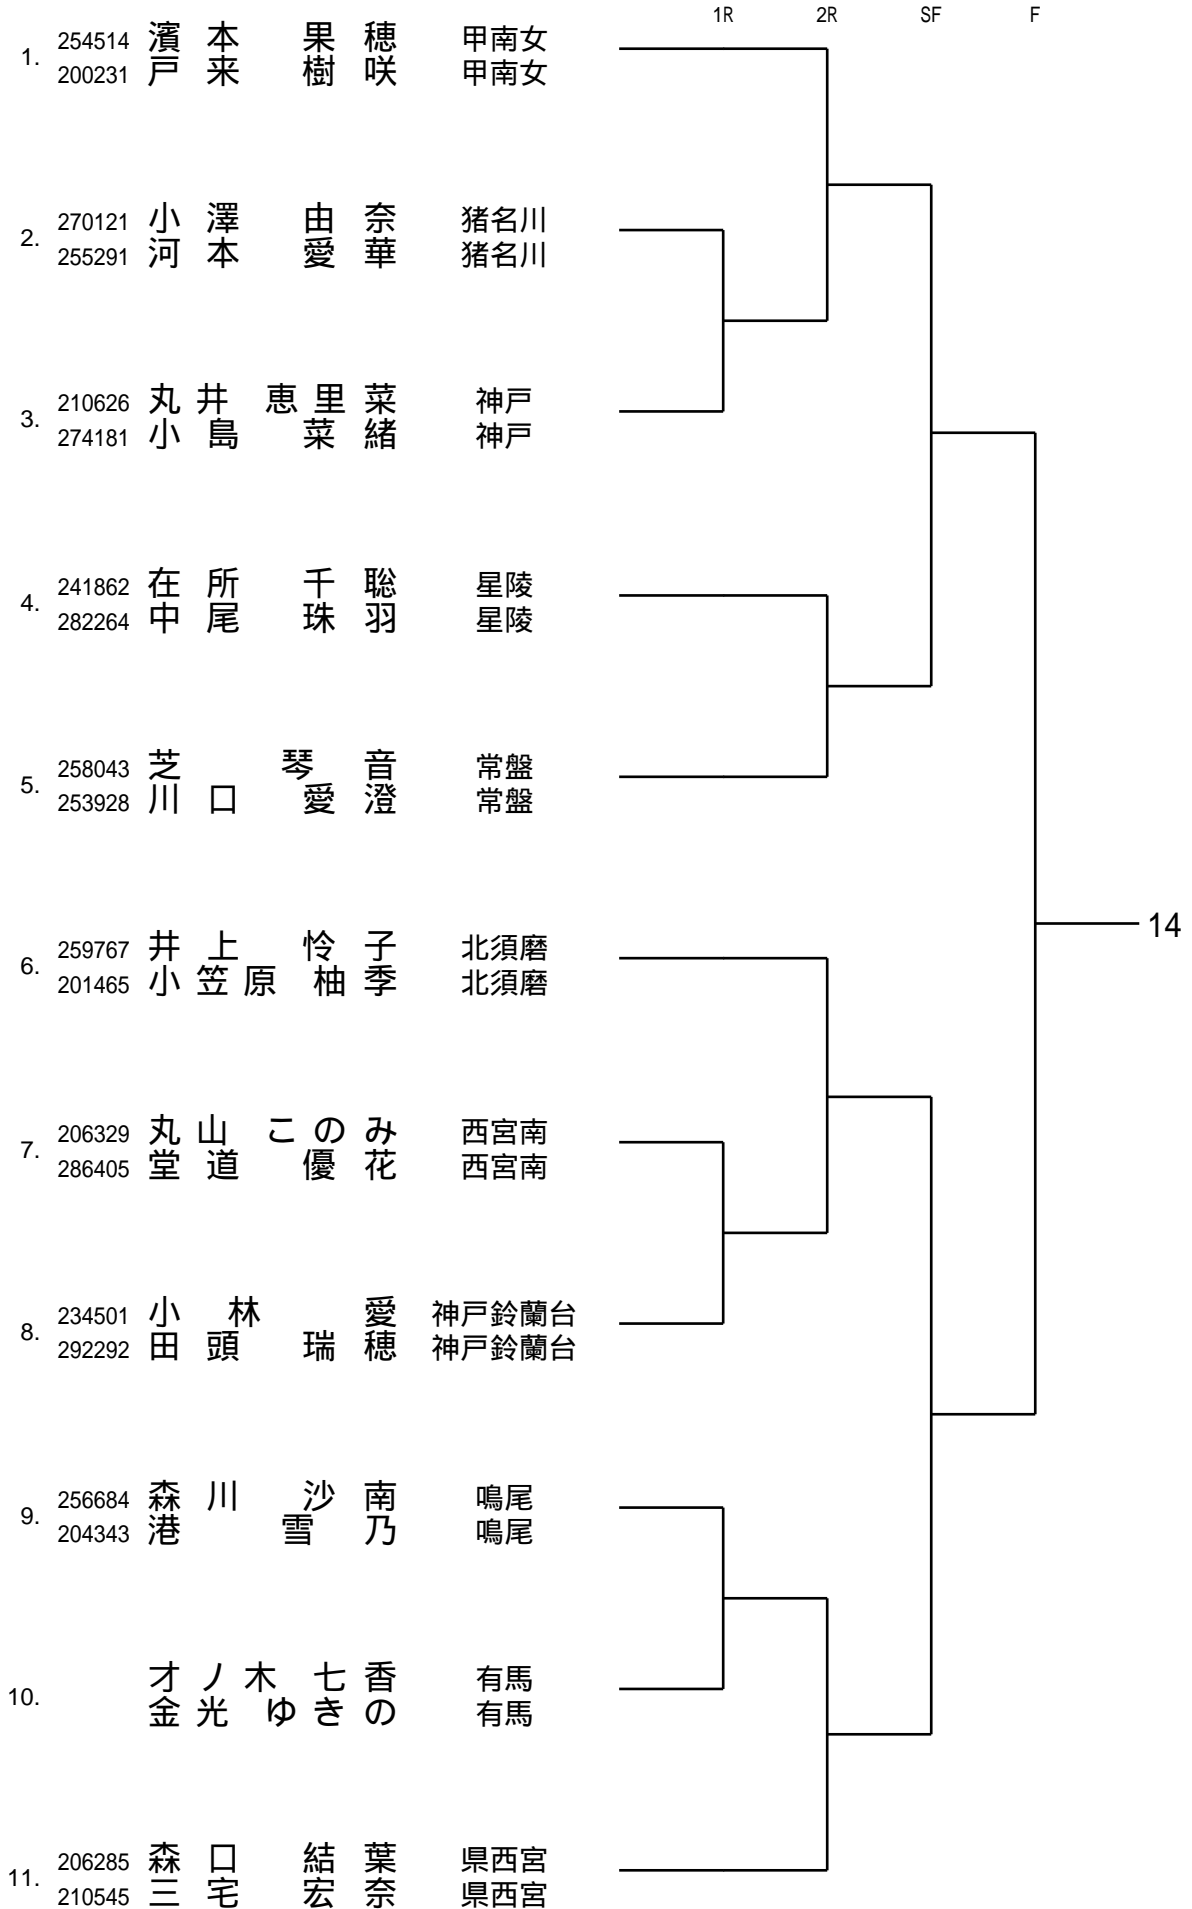 1R 2R SF F
1. 254514 濱本 果穂 甲南女
200231 戸来 樹咲 甲南女
2. 270121 小澤 由奈 猪名川
255291 河本 愛華 猪名川
3. 210626 丸井 恵里菜 神戸
274181 小島 菜緒 神戸
4. 241862 在所 千聡 星陵
282264 中尾 珠羽 星陵
5. 258043 芝 琴音 常盤
253928 川口 愛澄 常盤
14
6. 259767 井上 怜子 北須磨
201465 小笠原 柚季 北須磨
7. 206329 丸山 このみ 西宮南
286405 堂道 優花 西宮南
8. 234501 小林 愛 神戸鈴蘭台
292292 田頭 瑞穂 神戸鈴蘭台
9. 256684 森川 沙南 鳴尾
204343 港 雪乃 鳴尾
10. 才ノ木 七香 有馬
金光 ゆきの 有馬
11. 206285 森口 結葉 県西宮
210545 三宅 宏奈 県西宮